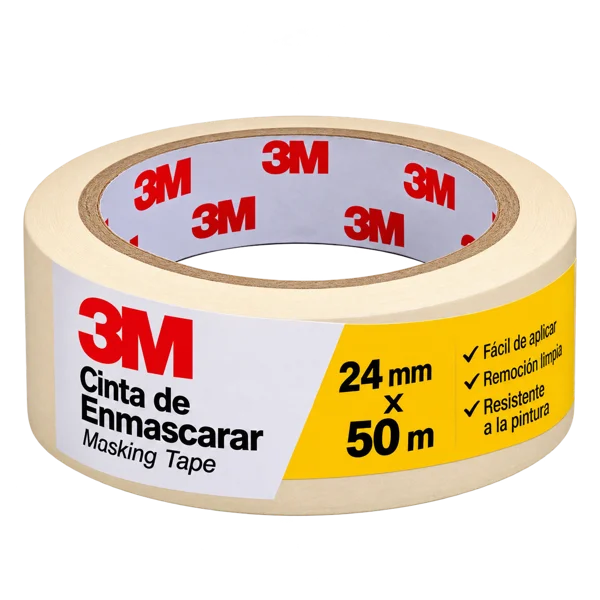 3M
3M
3M
3M
3M
3M
Cinta de
Enmascarar
Masking Tape
24 mm
x
50 m
✓ Fácil de aplicar
✓ Remoción limpia
✓ Resistente
a la pintura